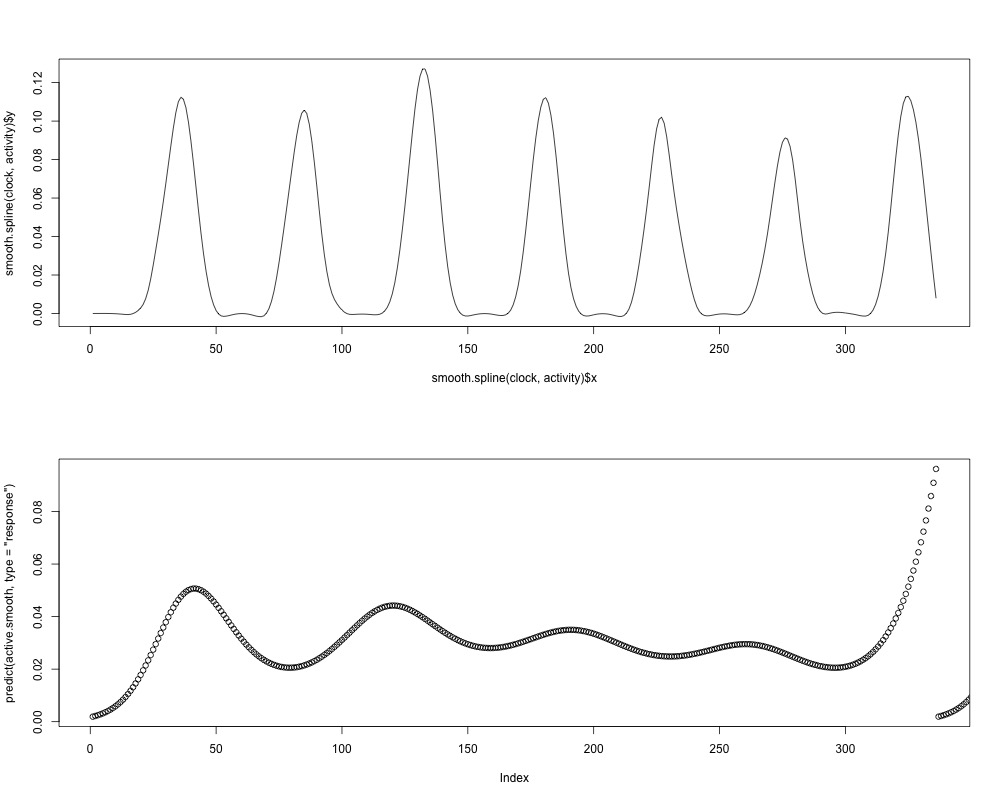 smooth.spline(clock, activity)$y
0.12
0.10
0.08
0.06
0.04
0.02
0.00
0 50 100 150 200 250 300
smooth.spline(clock, activity)$x
predict(active.smooth, type = "response")
0.08
0.06
0.04
0.02
0.00
0 50 100 150 200 250 300
Index